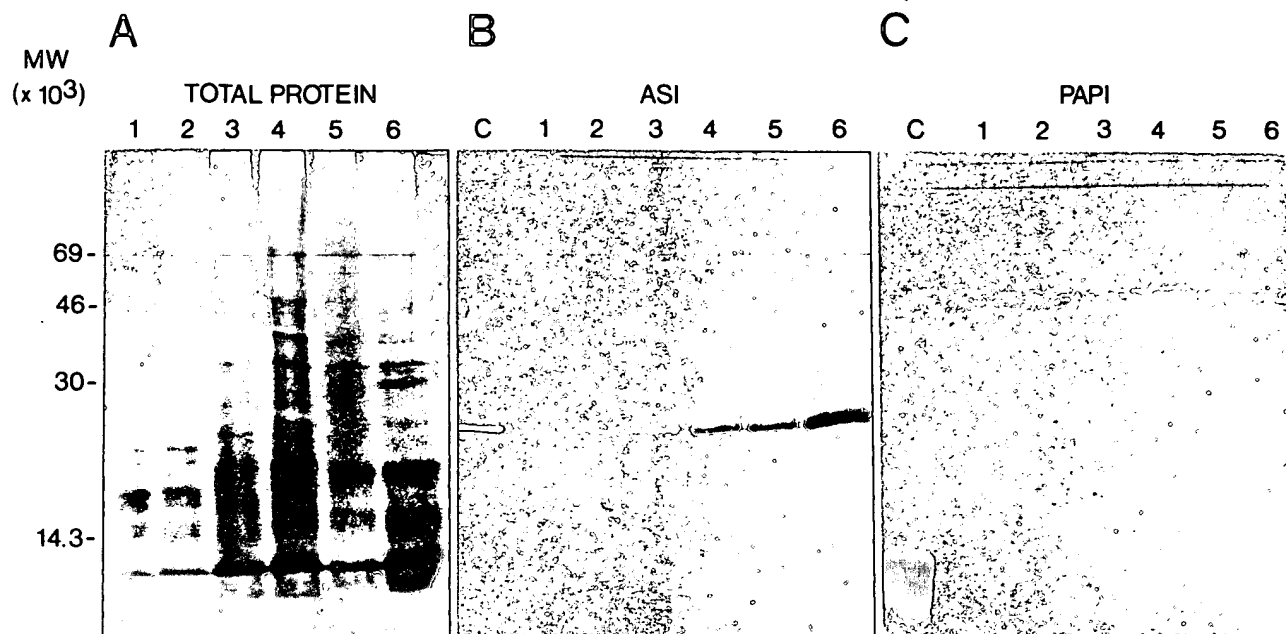 A
B
C
MW
(x 10³)
TOTAL PROTEIN
ASI
PAPI
1 2 3 4 5 6
C 1 2 3 4 5 6
C 1 2 3 4 5 6
69-
46-
30-
14.3-